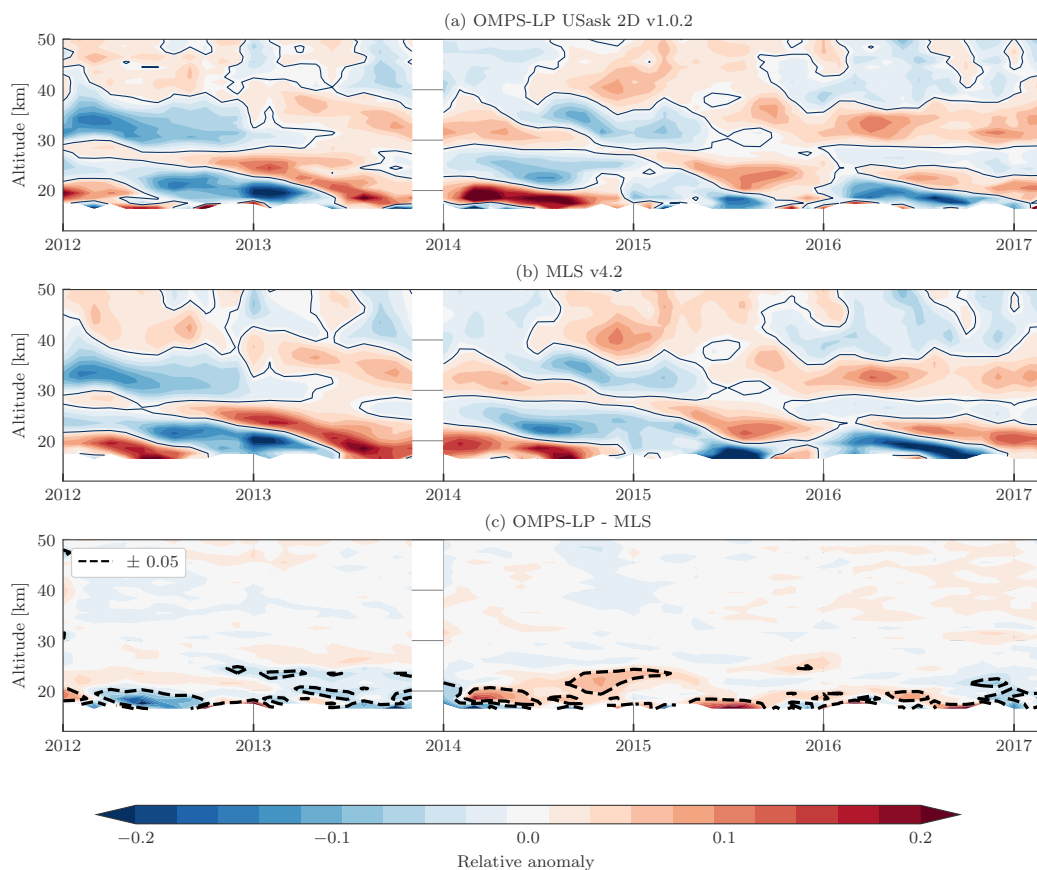 (a) OMPS-LP USask 2D v1.0.2
50
40
30
20
Altitude [km]
2012 2013 2014 2015 2016 2017
(b) MLS v4.2
50
40
30
20
Altitude [km]
2012 2013 2014 2015 2016 2017
(c) OMPS-LP - MLS
± 0.05
50
40
30
20
Altitude [km]
2012 2013 2014 2015 2016 2017
−0.2 −0.1 0.0 0.1 0.2
Relative anomaly